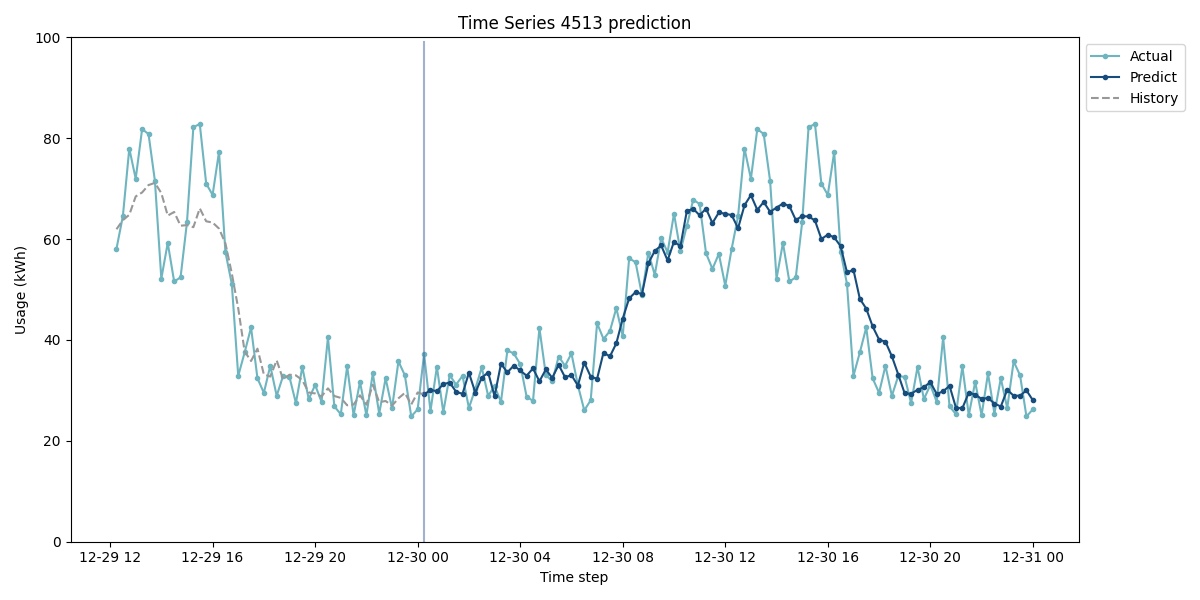 Time Series 4513 prediction
100
80
60
40
20
0
Usage (kWh)
12-29 12
12-29 16
12-29 20
12-30 00
12-30 04
12-30 08
12-30 12
12-30 16
12-30 20
12-31 00
Time step
Actual
Predict
History